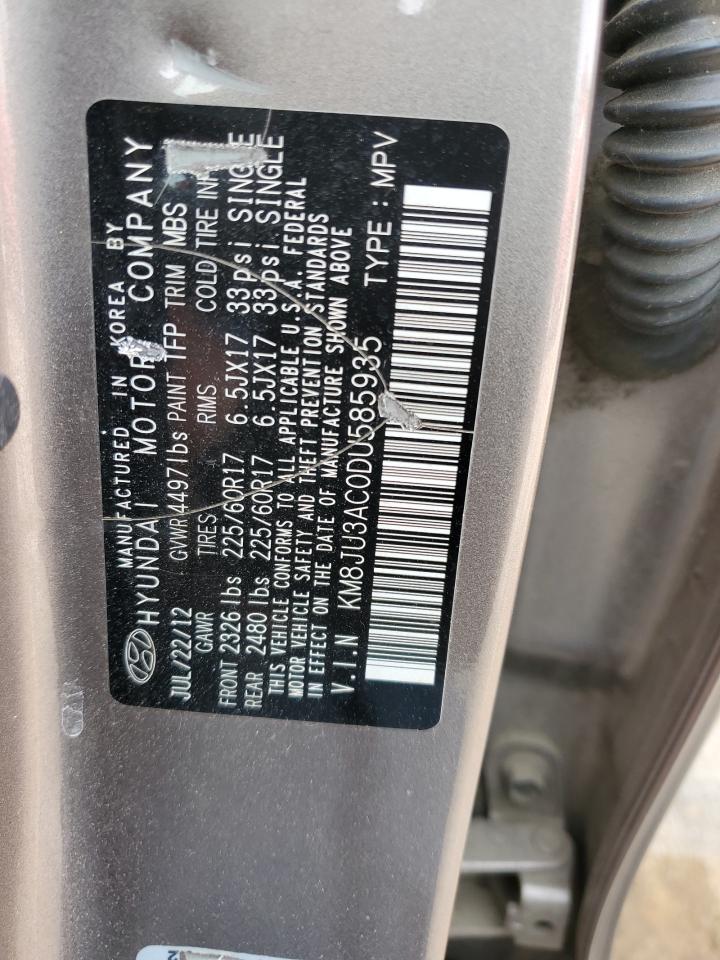 MANUFACTURED IN KOREA BY
HYUNDAI MOTOR COMPANY
JUL/22/12 GVWR 4497lbs PAINT TFP TRIM MBS
GAWR TIRES RIMS COLD TIRE IN
FRONT 2326 lbs 225/60R17 6.5JX17 33psi SINGLE
REAR 2480 lbs 225/60R17 6.5JX17 33psi SINGLE
THIS VEHICLE CONFORMS TO ALL APPLICABLE U.S.A. FEDERAL
MOTOR VEHICLE SAFETY AND THEFT PREVENTION STANDARDS
IN EFFECT ON THE DATE OF MANUFACTURE SHOWN ABOVE
V.I.N KM8JU3AC0DU585935 TYPE : MPV